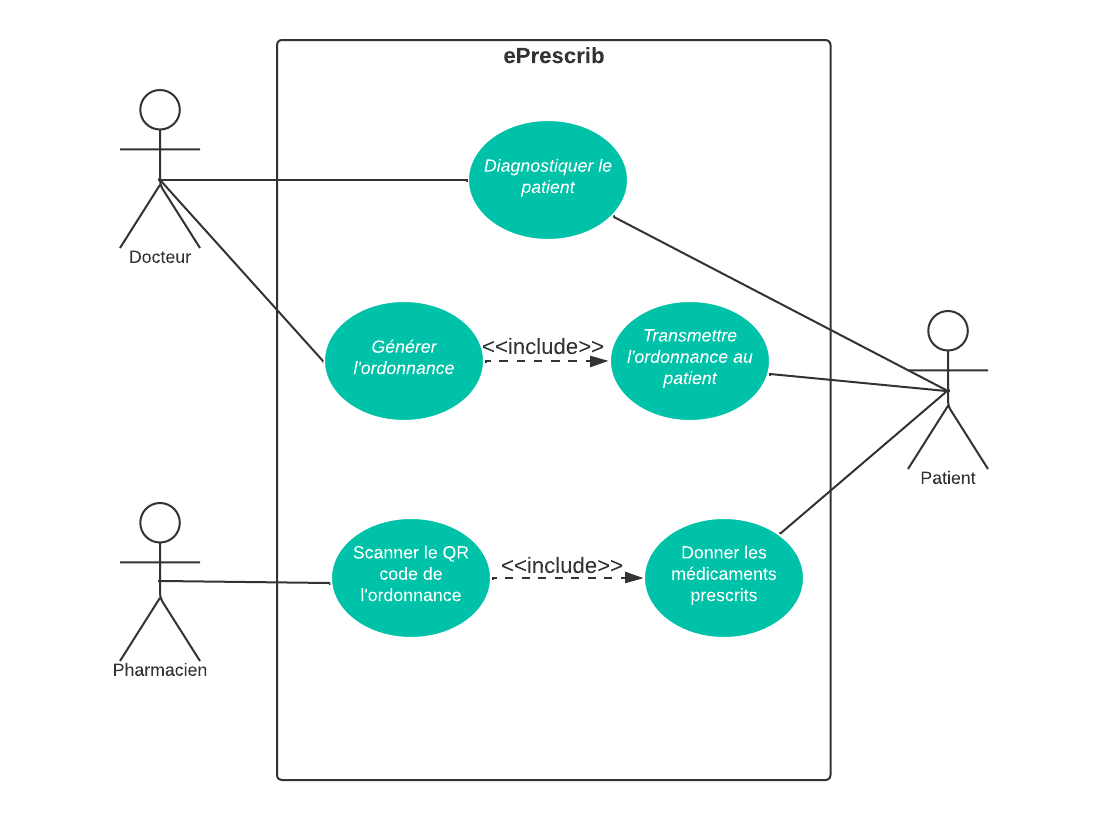 ePrescrib
Diagnostiquer le
patient
Docteur
Générer
l'ordonnance
<<include>>
Transmettre
l'ordonnance au
patient
Patient
Scanner le QR
code de
l'ordonnance
<<include>>
Donner les
médicaments
prescrits
Pharmacien